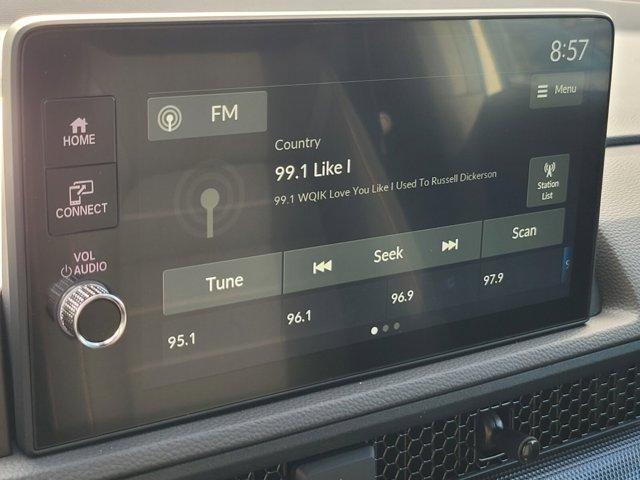 8:57
FM
Menu
HOME
Country
99.1 Like I
99.1 WQIK Love You Like I Used To Russell Dickerson
Station
List
CONNECT
VOL
AUDIO
Tune
Seek
Scan
95.1
96.1
96.9
97.9